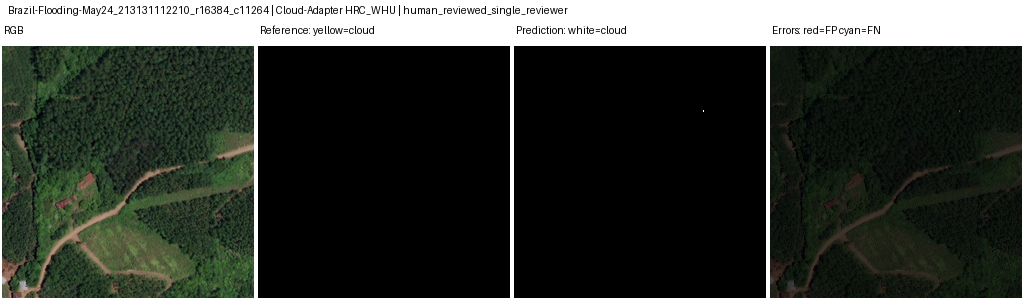 Brazil-Flooding-May24_213131112210_r16384_c11264 | Cloud-Adapter HRC_WHU | human_reviewed_single_reviewer
RGB
Reference: yellow=cloud
Prediction: white=cloud
Errors: red=FP cyan=FN